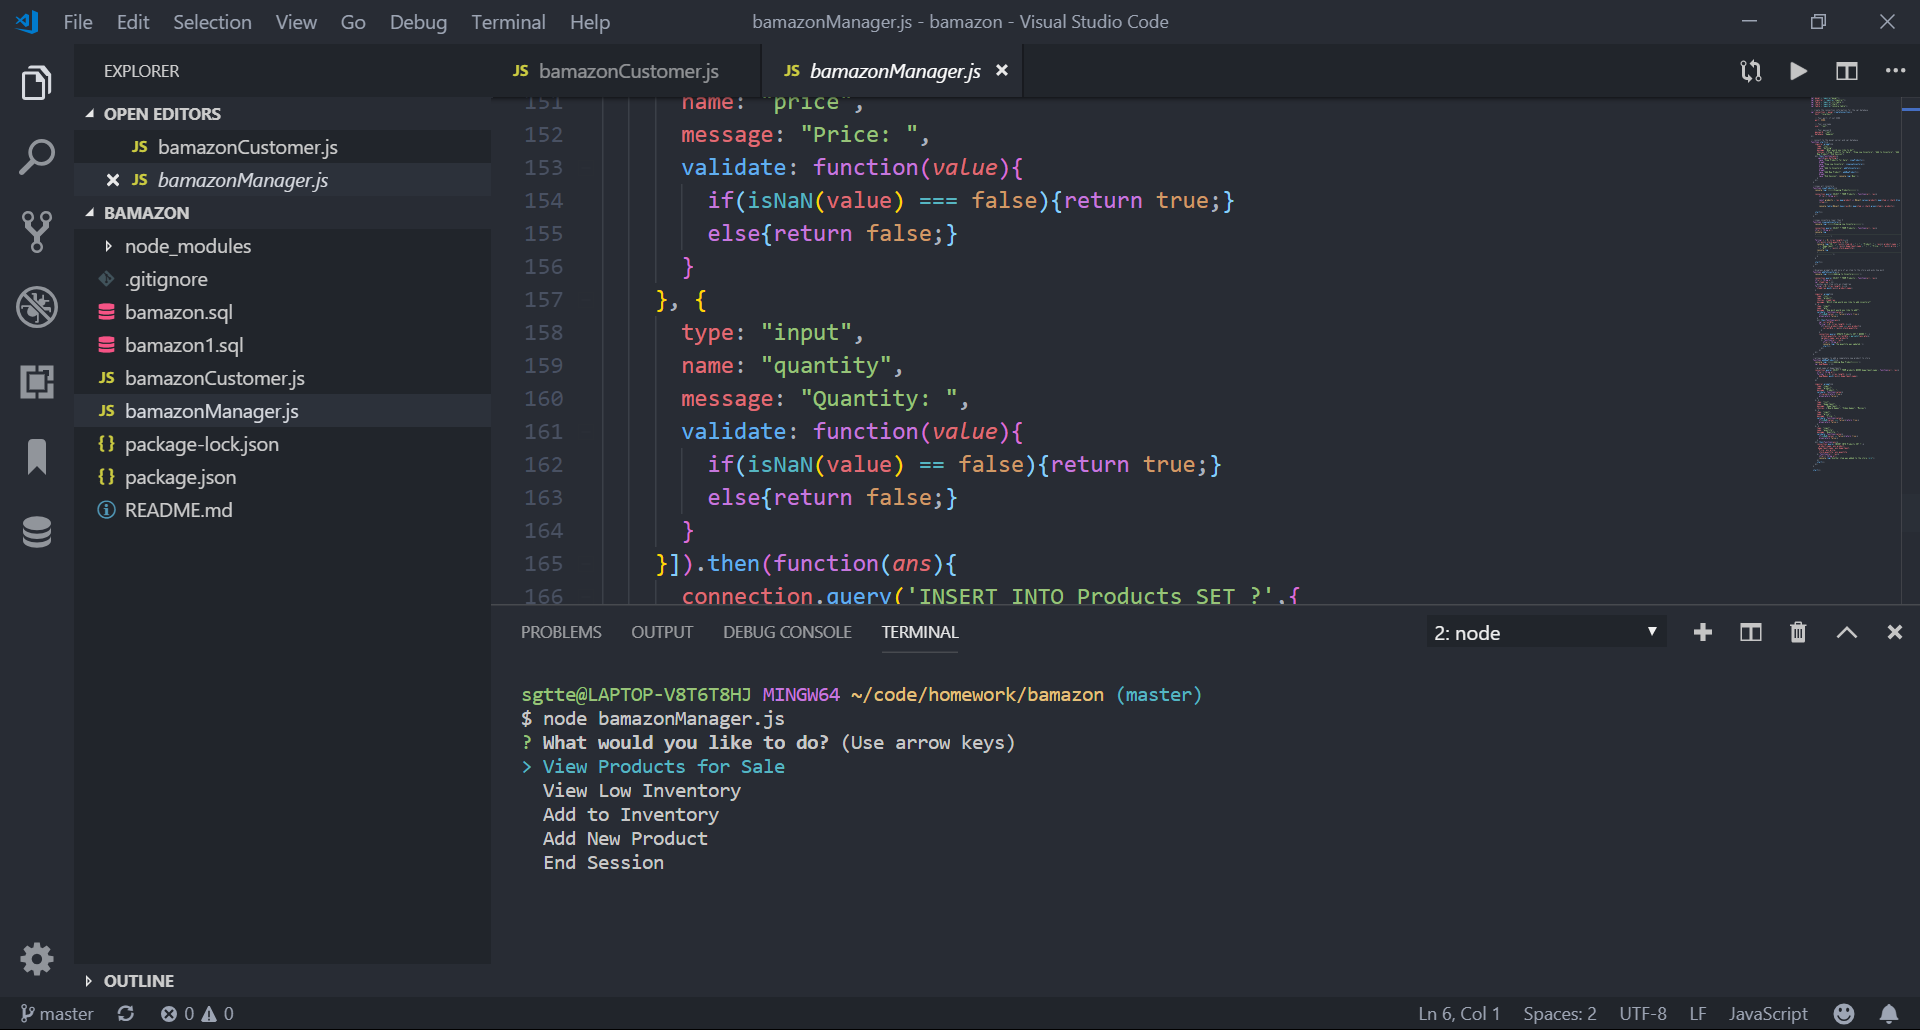 File Edit Selection View Go Debug Terminal Help
bamazonManager.js - bamazon - Visual Studio Code
EXPLORER
OPEN EDITORS
JS bamazonCustomer.js
JS bamazonManager.js
BAMAZON
node_modules
.gitignore
bamazon.sql
bamazon1.sql
JS bamazonCustomer.js
JS bamazonManager.js
{} package-lock.json
{} package.json
README.md
OUTLINE
JS bamazonCustomer.js
JS bamazonManager.js
151 name: "price",
152 message: "Price: ",
153 validate: function(value){
154 if(isNaN(value) === false){return true;}
155 else{return false;}
156 }
157 }, {
158 type: "input",
159 name: "quantity",
160 message: "Quantity: ",
161 validate: function(value){
162 if(isNaN(value) == false){return true;}
163 else{return false;}
164 }
165 }]).then(function(ans){
166 connection.query('INSERT INTO Products SET ?',{
PROBLEMS OUTPUT DEBUG CONSOLE TERMINAL
2: node
sgtte@LAPTOP-V8T6T8HJ MINGW64 ~/code/homework/bamazon (master)
$ node bamazonManager.js
? What would you like to do? (Use arrow keys)
> View Products for Sale
View Low Inventory
Add to Inventory
Add New Product
End Session
master 0 0
Ln 6, Col 1 Spaces: 2 UTF-8 LF JavaScript